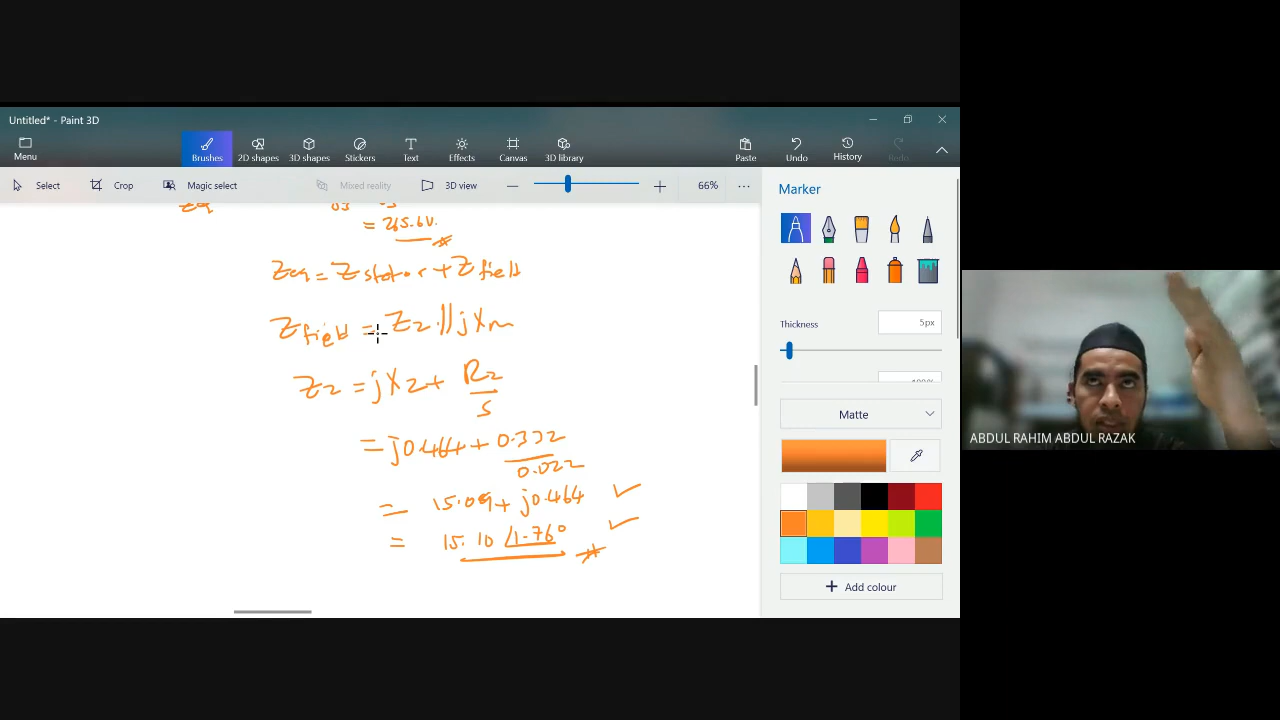 Untitled* - Paint 3D
Menu
Brushes
2D shapes
3D shapes
Stickers
Text
Effects
Canvas
3D library
Paste
Undo
History
Redo
Select
Crop
Magic select
Mixed reality
3D view
66%
Marker
Thickness
5px
Matte
Add colour
Zeq
= 265.6V.
Zeq = Zstator + Zfield
Zfield = Z2 // jXm
Z2 = jX2 + R2/s
= j0.464 + 0.332/0.022
= 15.09 + j0.464 ✓
= 15.10 ∠1.76° ✓
ABDUL RAHIM ABDUL RAZAK